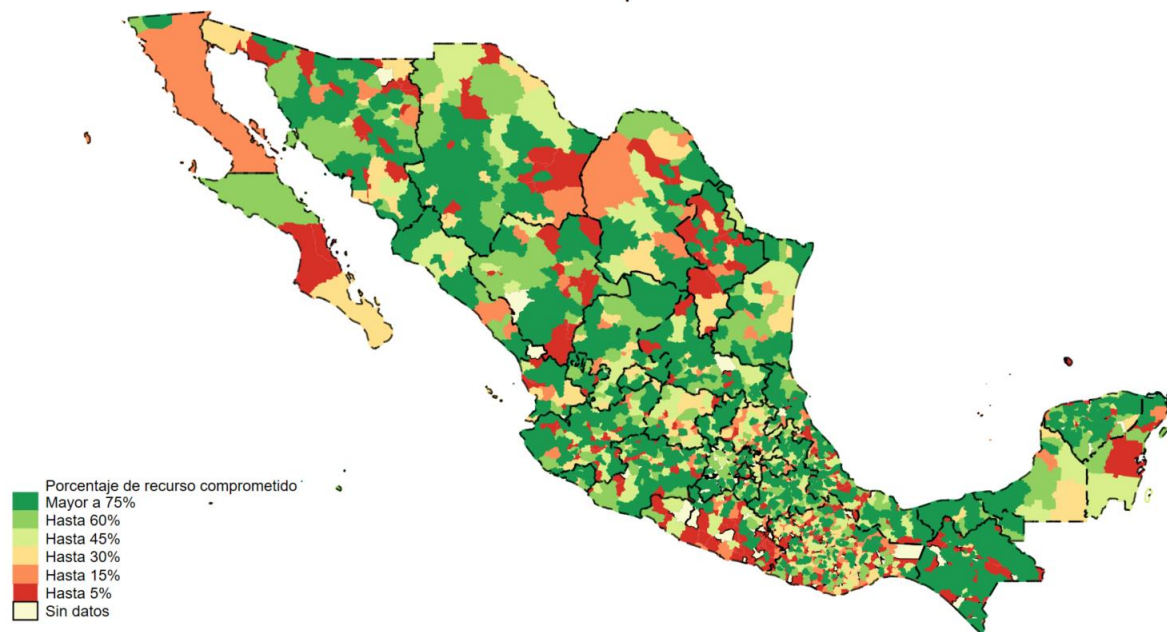 Porcentaje de recurso comprometido
Mayor a 75%
Hasta 60%
Hasta 45%
Hasta 30%
Hasta 15%
Hasta 5%
Sin datos